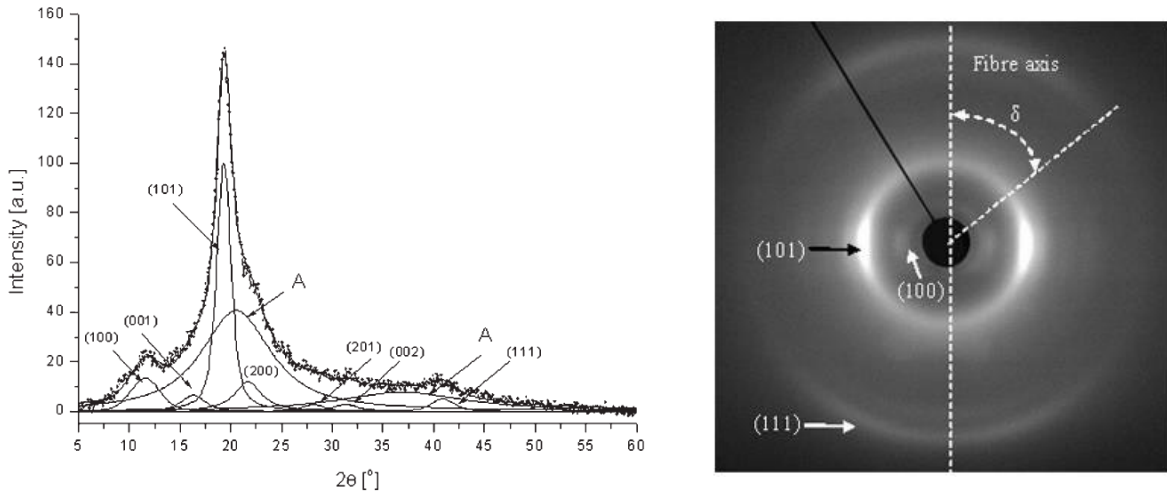 160
140
120
100
80
60
40
20
0
Intensity [a.u.]
(101)
A
(100)
(001)
(200)
(201)
(002)
A
(111)
5 10 15 20 25 30 35 40 45 50 55 60
2θ [°]
Fibre axis
δ
(101)
(100)
(111)